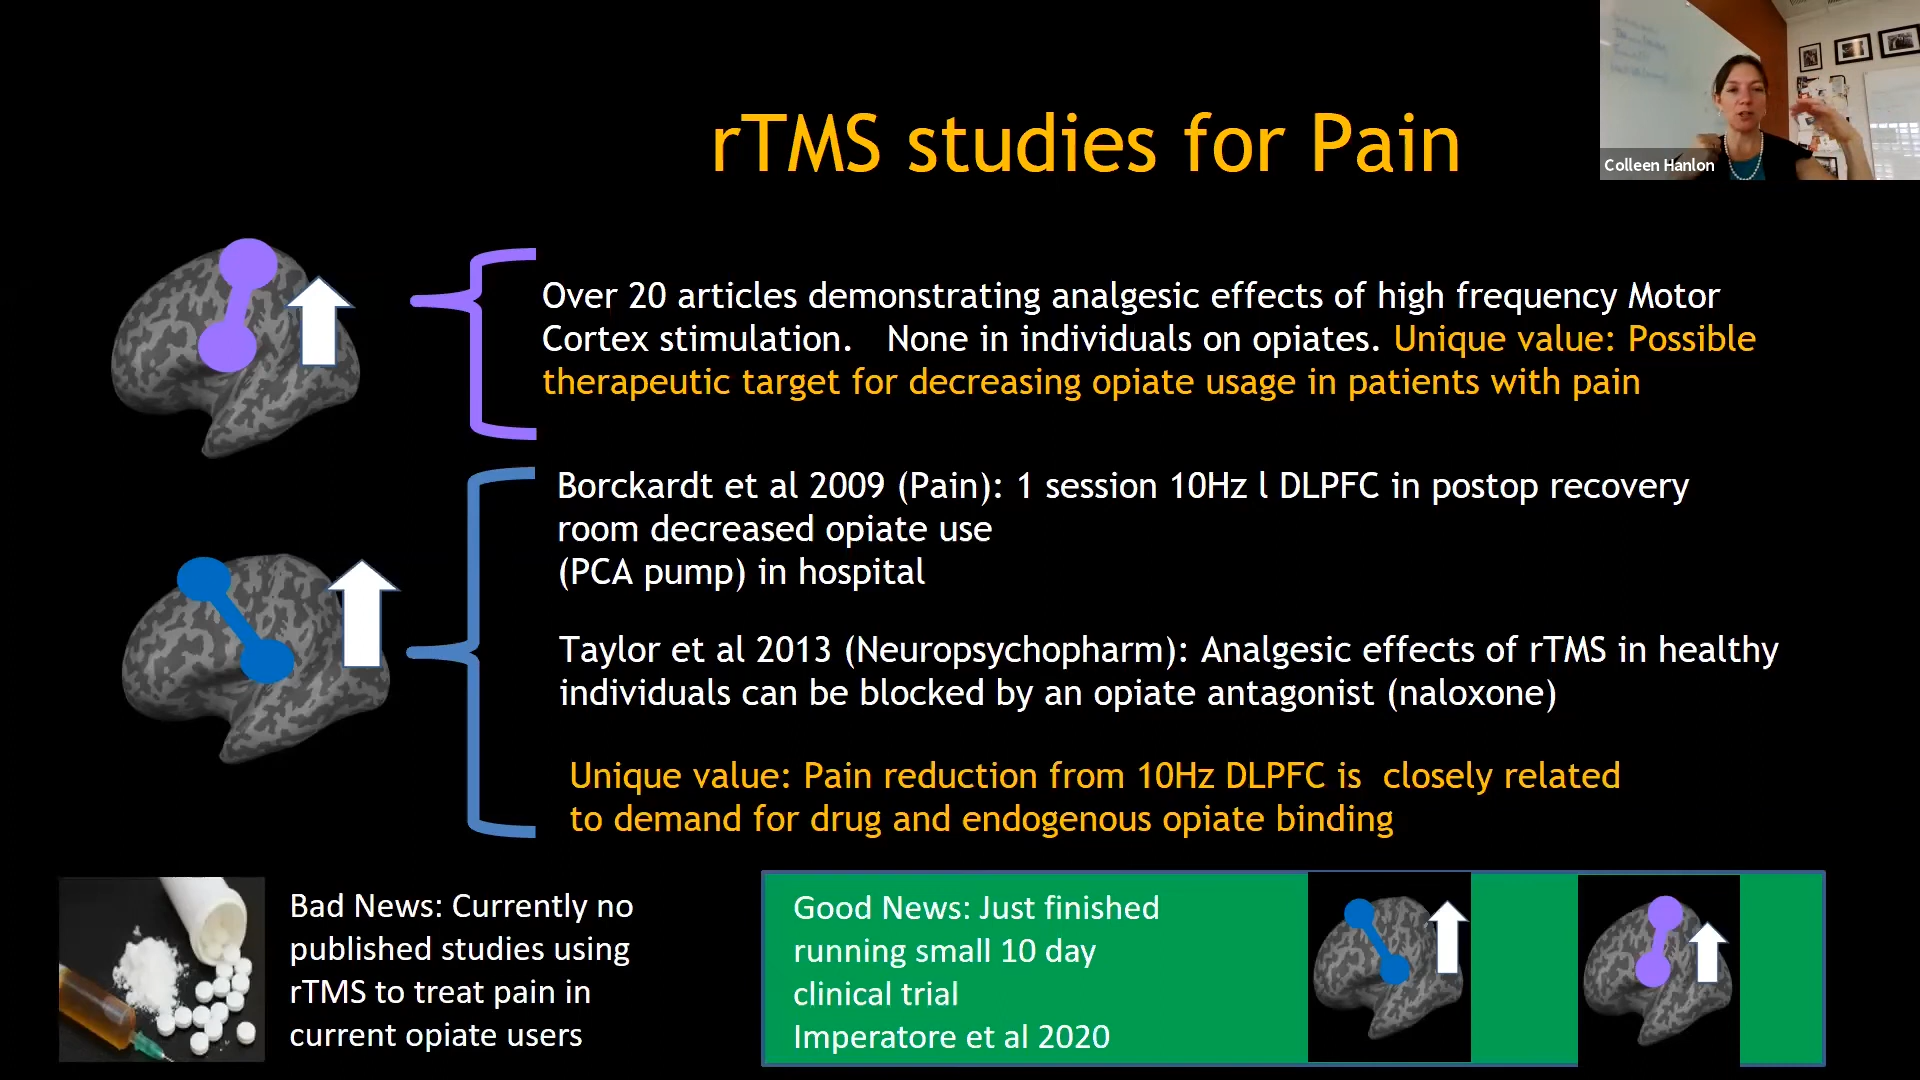 rTMS studies for Pain
Colleen Hanlon
Over 20 articles demonstrating analgesic effects of high frequency Motor
Cortex stimulation. None in individuals on opiates. Unique value: Possible
therapeutic target for decreasing opiate usage in patients with pain
Borckardt et al 2009 (Pain): 1 session 10Hz l DLPFC in postop recovery
room decreased opiate use
(PCA pump) in hospital
Taylor et al 2013 (Neuropsychopharm): Analgesic effects of rTMS in healthy
individuals can be blocked by an opiate antagonist (naloxone)
Unique value: Pain reduction from 10Hz DLPFC is closely related
to demand for drug and endogenous opiate binding
Bad News: Currently no
published studies using
rTMS to treat pain in
current opiate users
Good News: Just finished
running small 10 day
clinical trial
Imperatore et al 2020